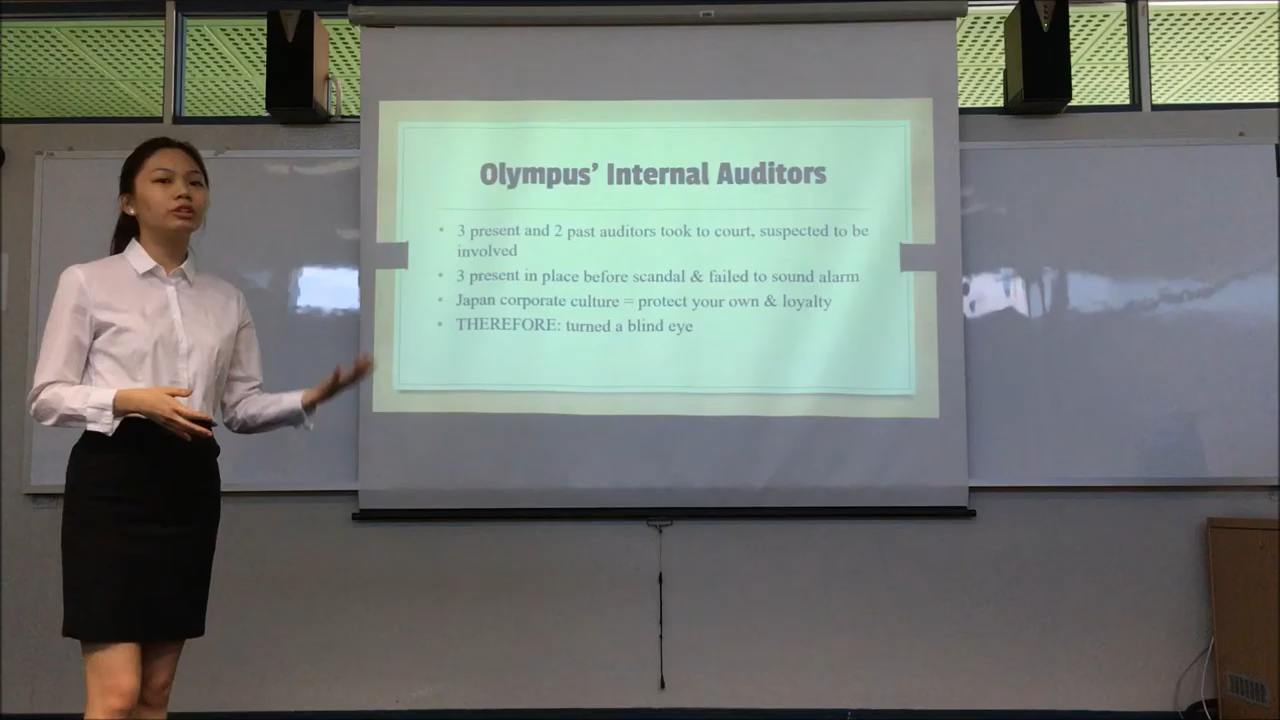 Olympus' Internal Auditors
• 3 present and 2 past auditors took to court, suspected to be
involved
• 3 present in place before scandal & failed to sound alarm
• Japan corporate culture = protect your own & loyalty
• THEREFORE: turned a blind eye